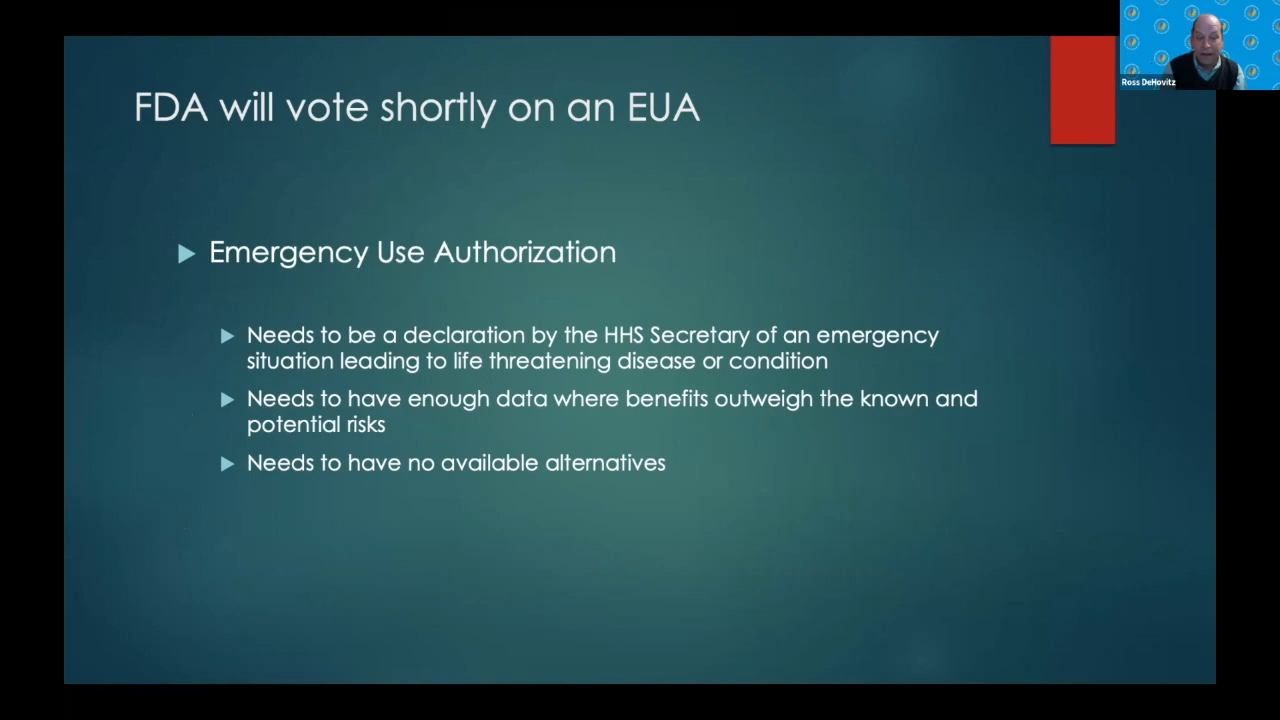 FDA will vote shortly on an EUA
Emergency Use Authorization
Needs to be a declaration by the HHS Secretary of an emergency
situation leading to life threatening disease or condition
Needs to have enough data where benefits outweigh the known and
potential risks
Needs to have no available alternatives
Ross DeHovitz